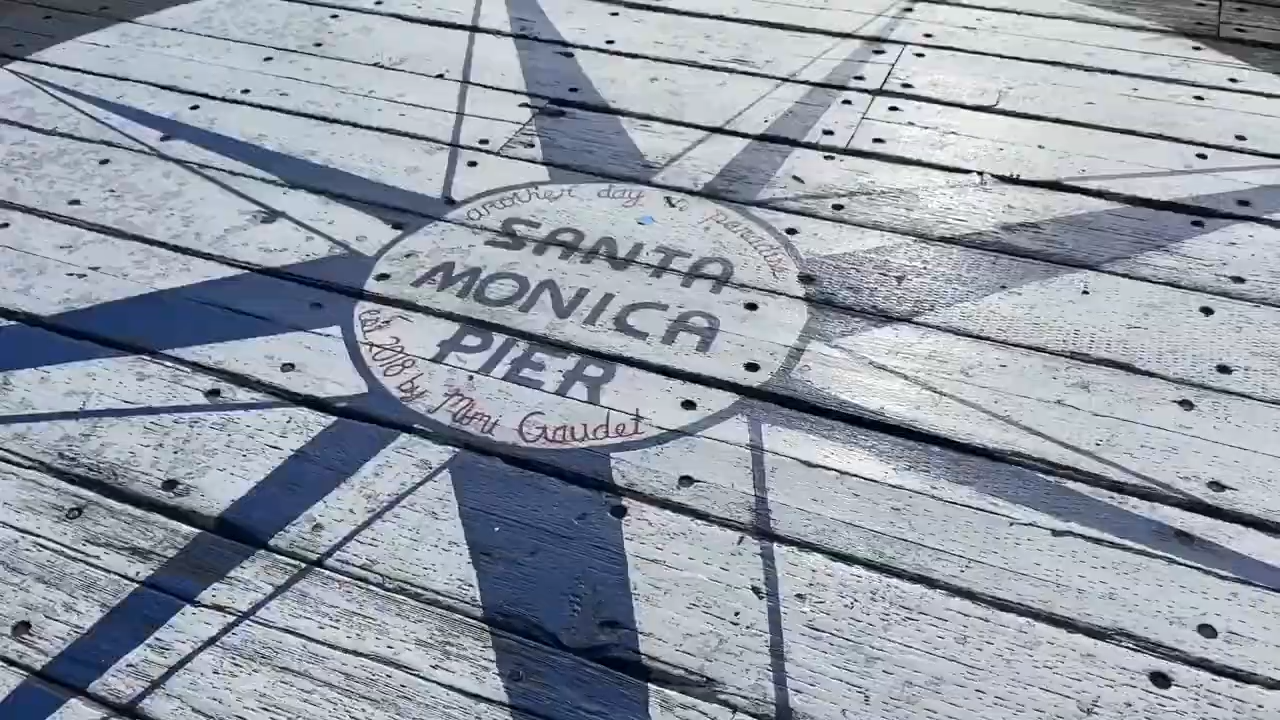 another day in Paradise
SANTA
MONICA
PIER
est. 2018 by Mimi Gaudet